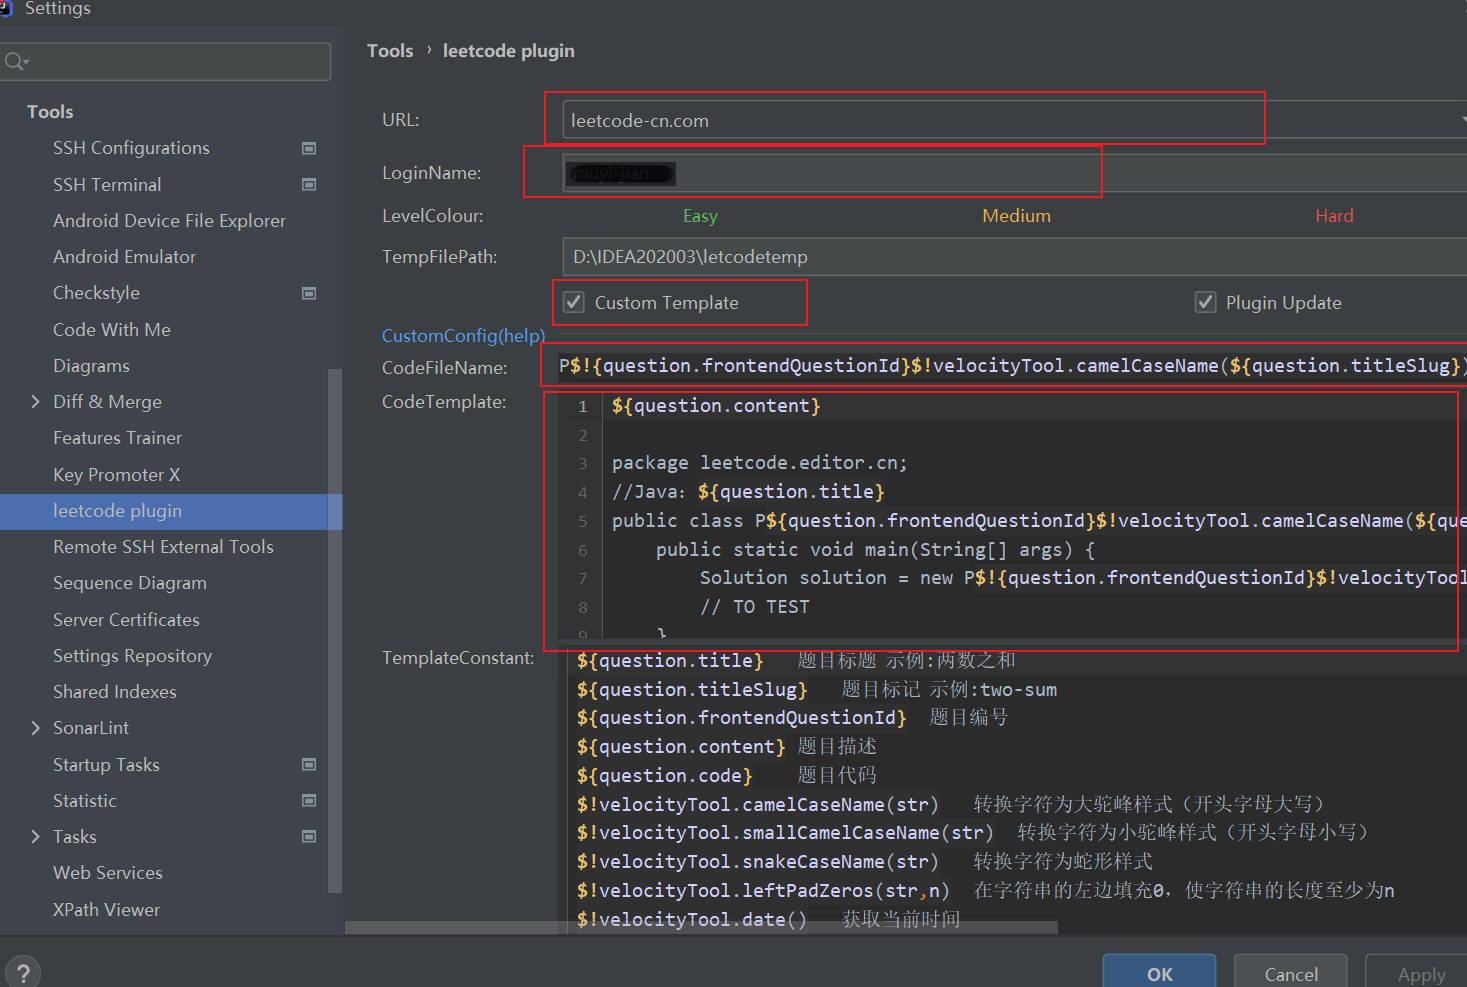 Settings
Tools › leetcode plugin
Tools
SSH Configurations
SSH Terminal
Android Device File Explorer
Android Emulator
Checkstyle
Code With Me
Diagrams
Diff & Merge
Features Trainer
Key Promoter X
leetcode plugin
Remote SSH External Tools
Sequence Diagram
Server Certificates
Settings Repository
Shared Indexes
SonarLint
Startup Tasks
Statistic
Tasks
Web Services
XPath Viewer
URL: leetcode-cn.com
LoginName:
LevelColour: Easy Medium Hard
TempFilePath: D:\IDEA202003\letcodetemp
Custom Template Plugin Update
CustomConfig(help)
CodeFileName: P$!{question.frontendQuestionId}$!velocityTool.camelCaseName(${question.titleSlug})
CodeTemplate:
1 ${question.content}
2
3 package leetcode.editor.cn;
4 //Java: ${question.title}
5 public class P${question.frontendQuestionId}$!velocityTool.camelCaseName(${que
6 public static void main(String[] args) {
7 Solution solution = new P$!{question.frontendQuestionId}$!velocityTool
8 // TO TEST
9 }
TemplateConstant:
${question.title} 题目标题 示例:两数之和
${question.titleSlug} 题目标记 示例:two-sum
${question.frontendQuestionId} 题目编号
${question.content} 题目描述
${question.code} 题目代码
$!velocityTool.camelCaseName(str) 转换字符为大驼峰样式（开头字母大写）
$!velocityTool.smallCamelCaseName(str) 转换字符为小驼峰样式（开头字母小写）
$!velocityTool.snakeCaseName(str) 转换字符为蛇形样式
$!velocityTool.leftPadZeros(str,n) 在字符串的左边填充0，使字符串的长度至少为n
$!velocityTool.date() 获取当前时间
?
OK Cancel Apply